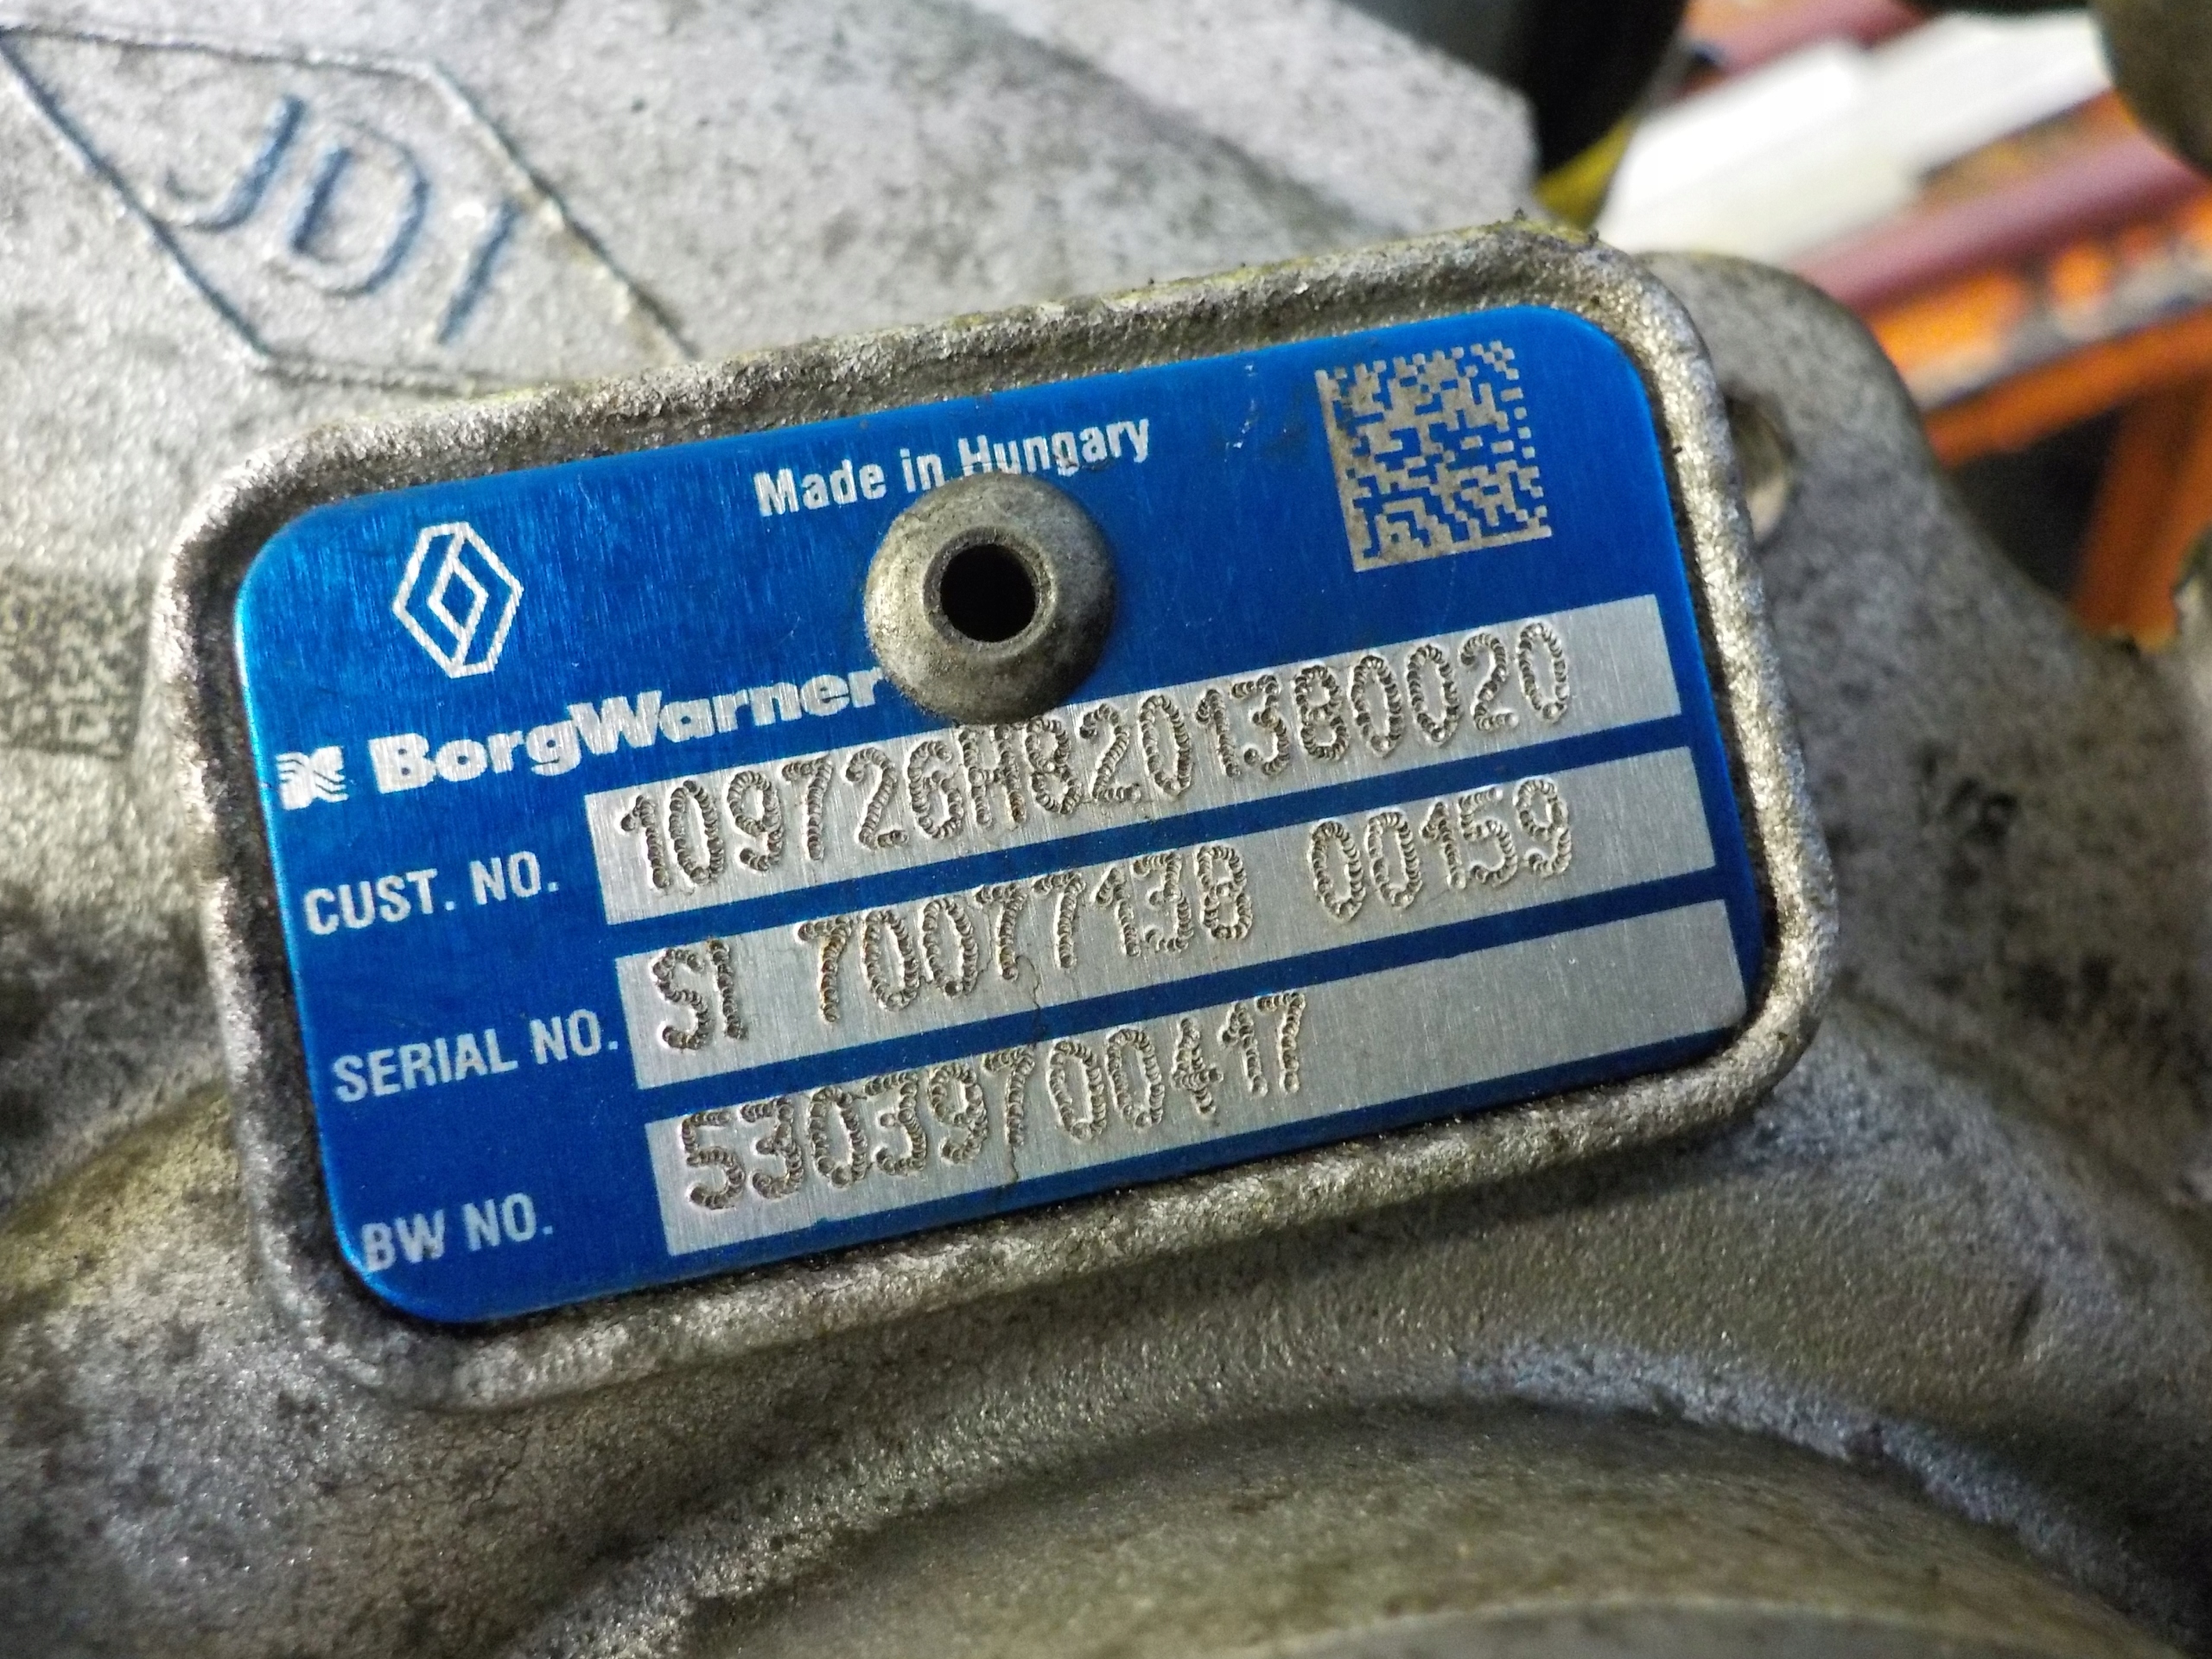 JDI
Made in Hungary
BorgWarner
CUST. NO. 109726H8201380020
SERIAL NO. SI 70077138 00159
BW NO. 53039700417